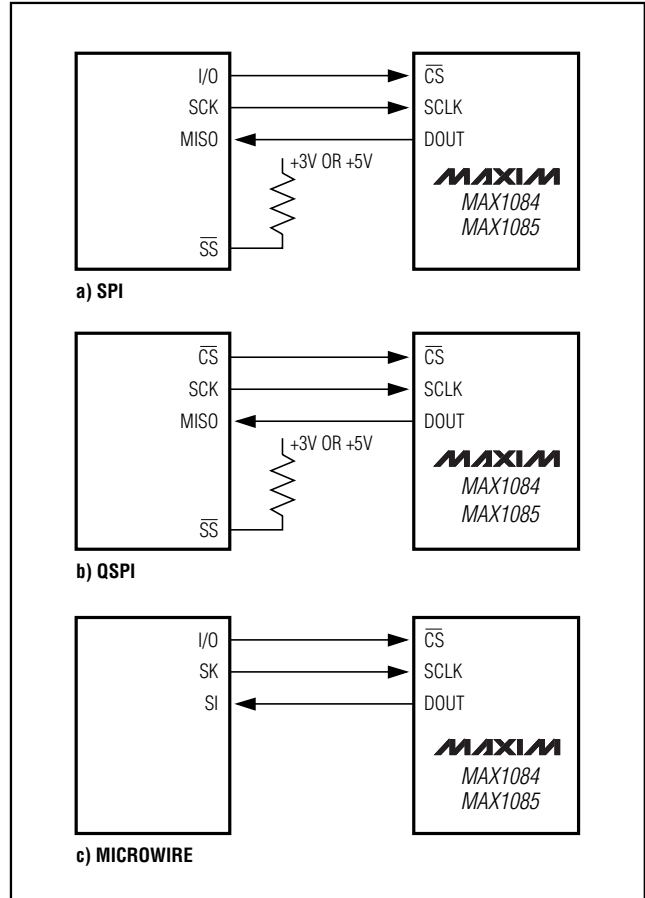 I/O CS̅
SCK SCLK
MISO DOUT
+3V OR +5V
MAXIM
MAX1084
MAX1085
SS̅
a) SPI
CS̅ CS̅
SCK SCLK
MISO DOUT
+3V OR +5V
MAXIM
MAX1084
MAX1085
SS̅
b) QSPI
I/O CS̅
SK SCLK
SI DOUT
MAXIM
MAX1084
MAX1085
c) MICROWIRE